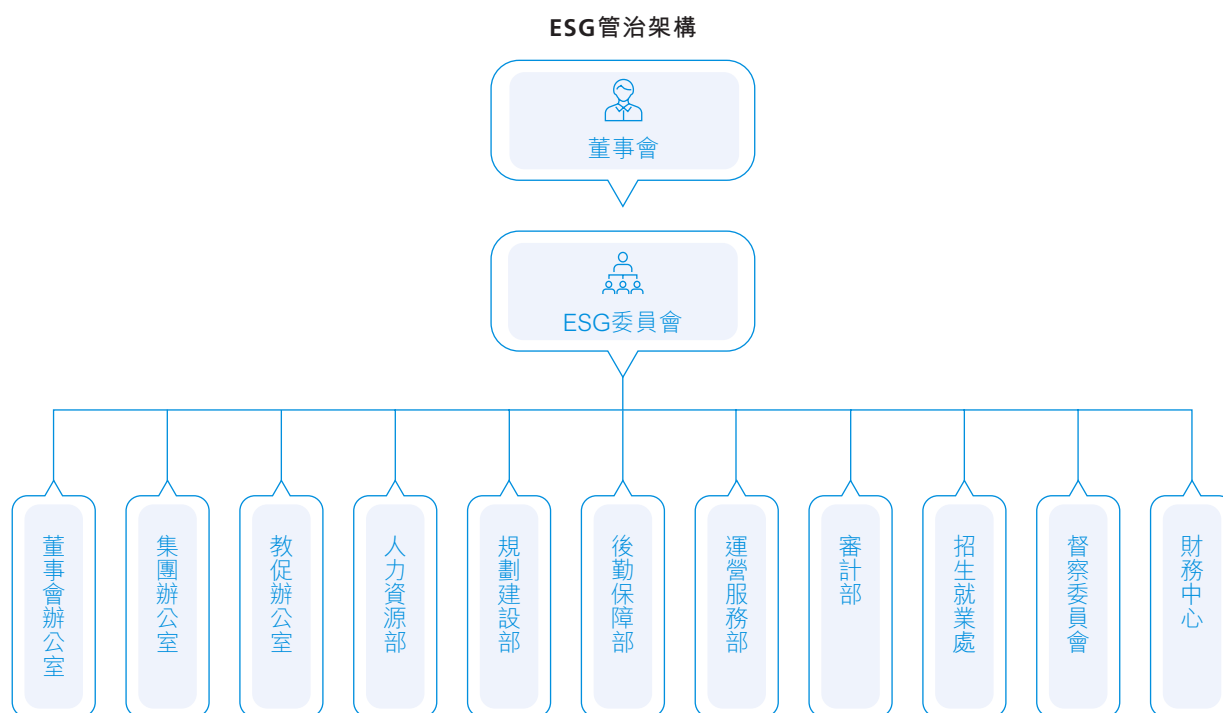 ESG管治架構
董事會
ESG委員會
董事會辦公室
集團辦公室
教促辦公室
人力資源部
規劃建設部
後勤保障部
運營服務部
審計部
招生就業處
督察委員會
財務中心